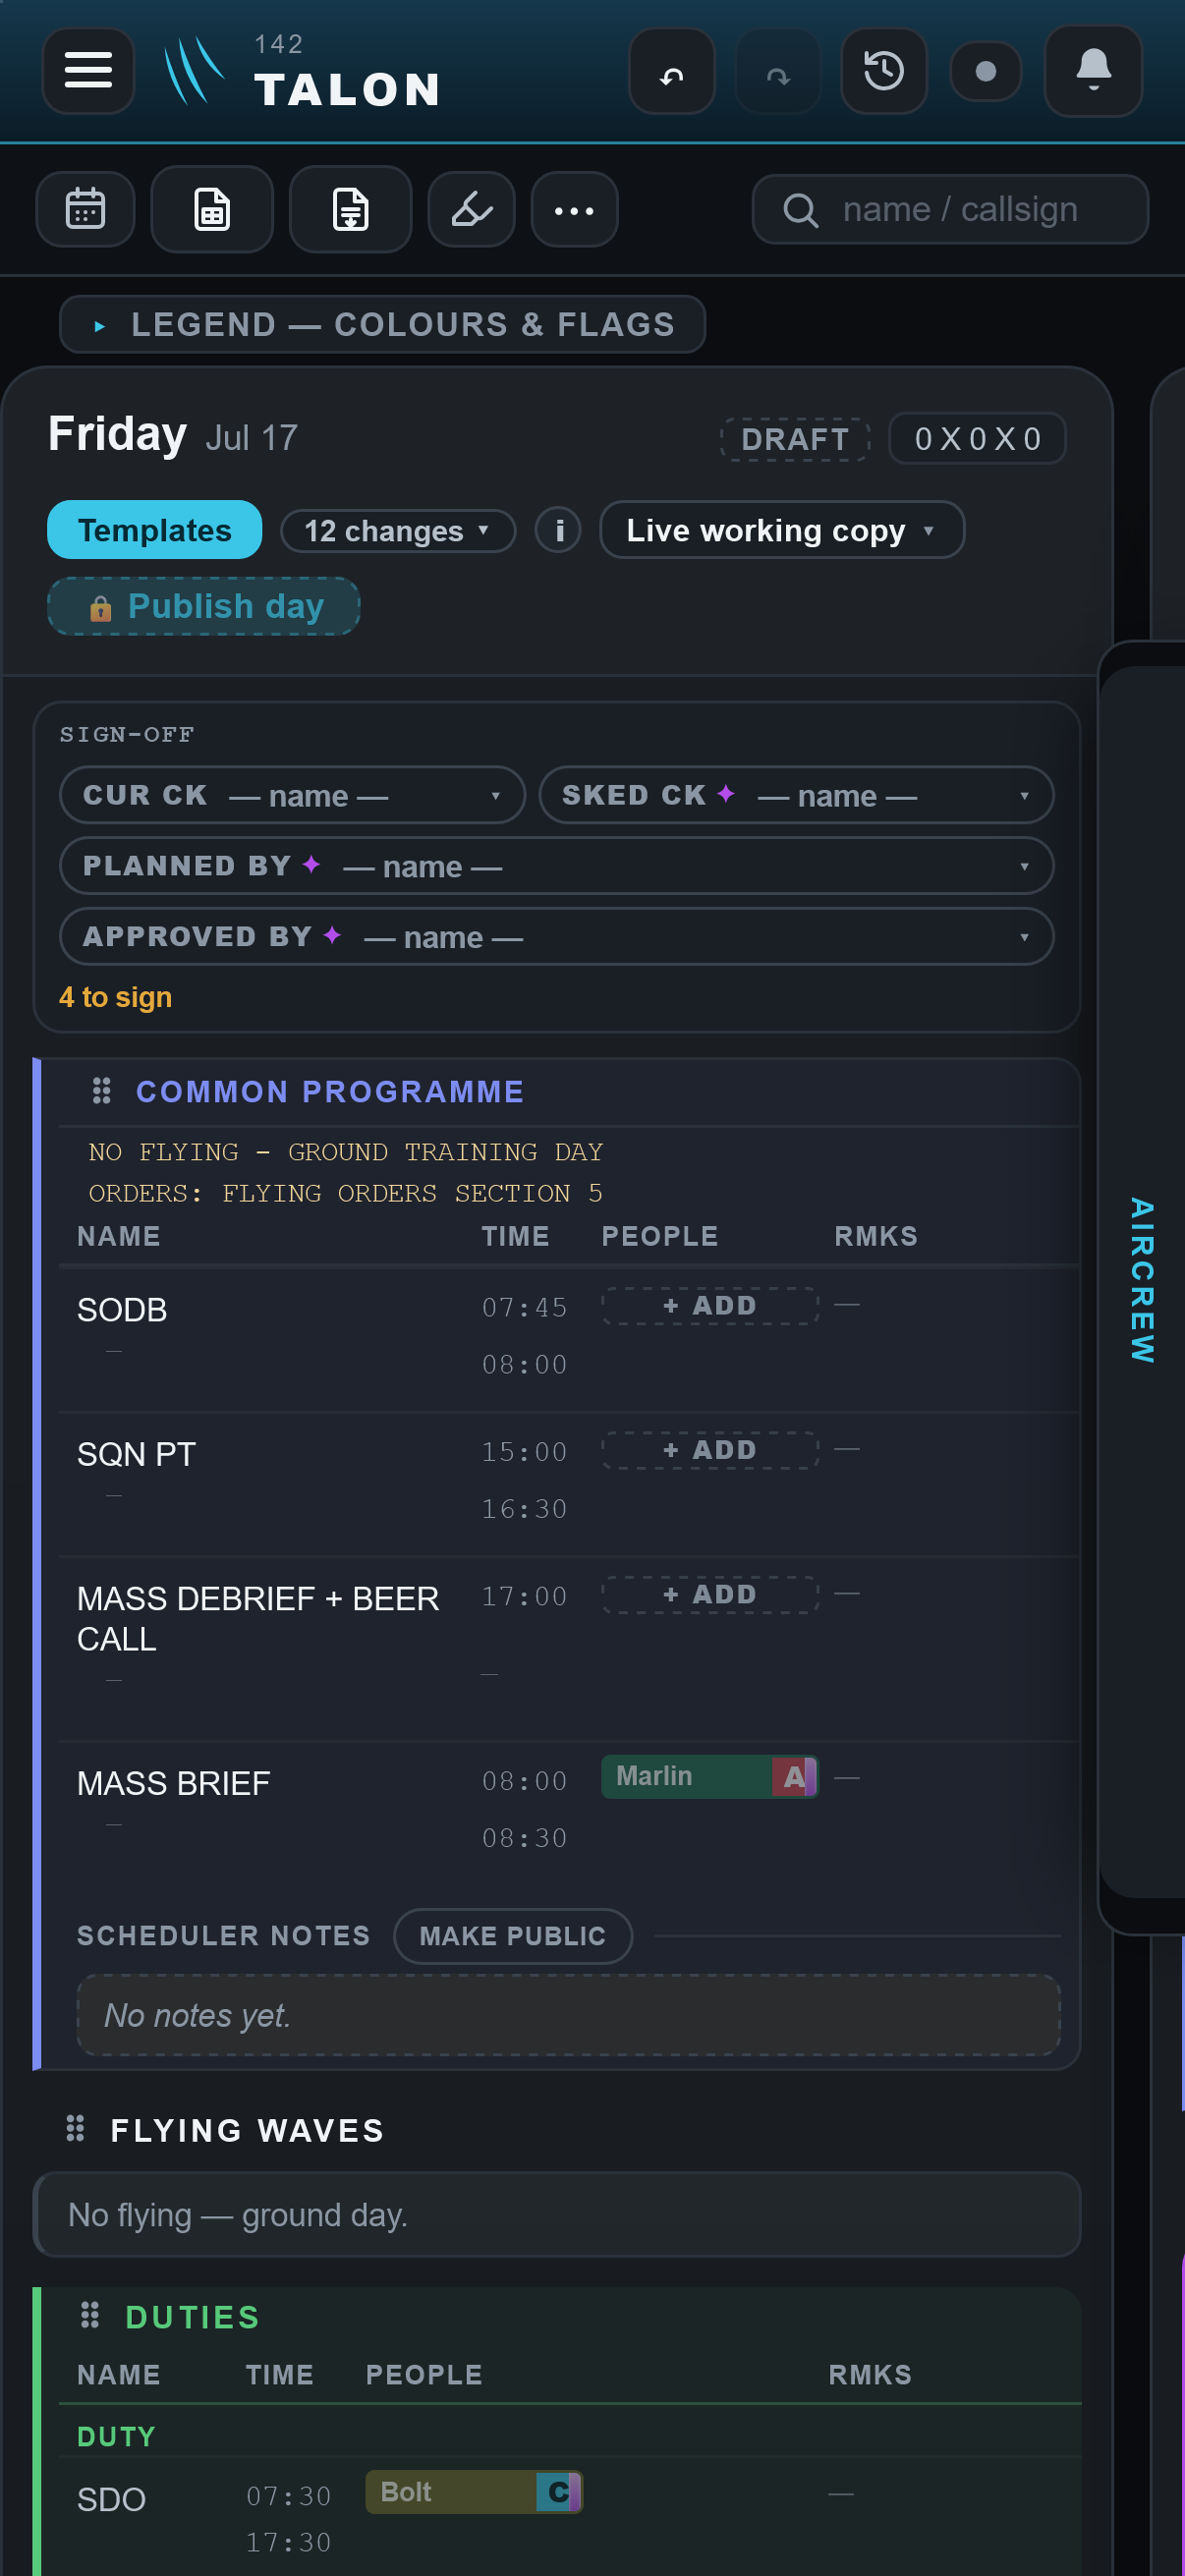 142
TALON
name / callsign
LEGEND — COLOURS & FLAGS
Friday Jul 17 DRAFT 0 X 0 X 0
Templates 12 changes i Live working copy
Publish day
SIGN-OFF
CUR CK — name — SKED CK — name —
PLANNED BY — name —
APPROVED BY — name —
4 to sign
COMMON PROGRAMME
NO FLYING - GROUND TRAINING DAY
ORDERS: FLYING ORDERS SECTION 5
NAME TIME PEOPLE RMKS
SODB 07:45 + ADD —
— 08:00
SQN PT 15:00 + ADD —
— 16:30
MASS DEBRIEF + BEER 17:00 + ADD —
CALL
— —
MASS BRIEF 08:00 Marlin A —
— 08:30
SCHEDULER NOTES MAKE PUBLIC
No notes yet.
FLYING WAVES
No flying — ground day.
DUTIES
NAME TIME PEOPLE RMKS
DUTY
SDO 07:30 Bolt C —
17:30
AIRCREW